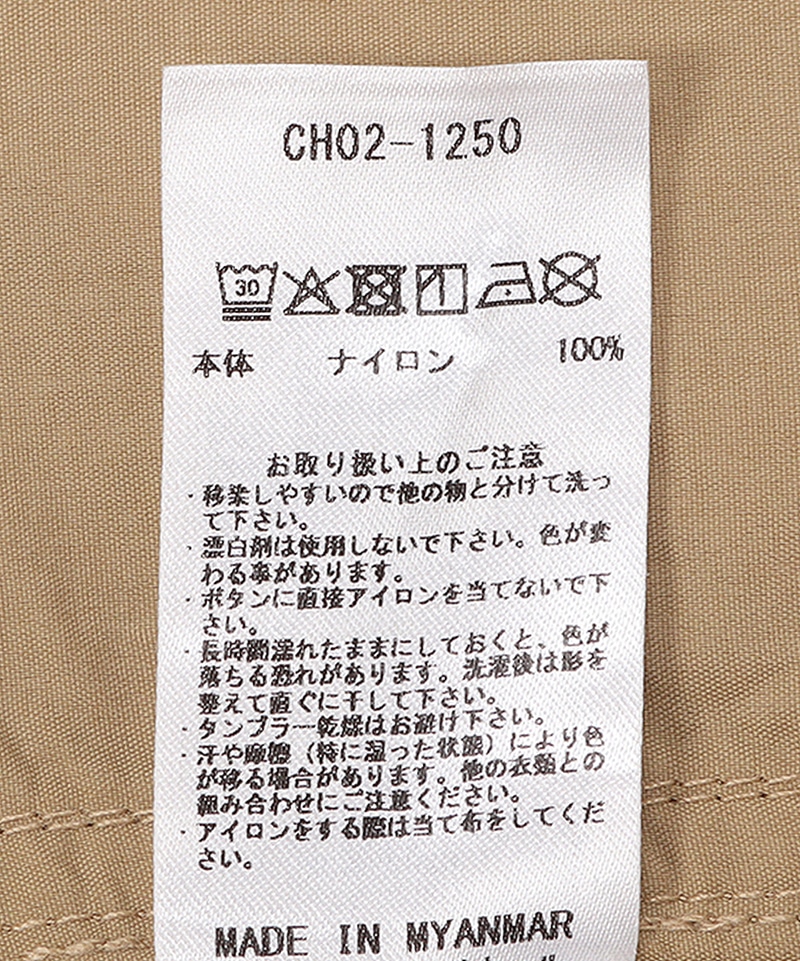 CH02-1250
30
本体 ナイロン 100%
お取り扱い上のご注意
・移染しやすいので他の物と分けて洗っ
て下さい。
・漂白剤は使用しないで下さい。色が変
わる事があります。
・ボタンに直接アイロンを当てないで下
さい。
・長時間濡れたままにしておくと、色が
落ちる恐れがあります。洗濯後は形を
整えて直ぐに干して下さい。
・タンブラー乾燥はお避け下さい。
・汗や摩擦（特に湿った状態）により色
が移る場合があります。他の衣類との
組み合わせにご注意ください。
・アイロンをする際は当て布をしてくだ
さい。
MADE IN MYANMAR